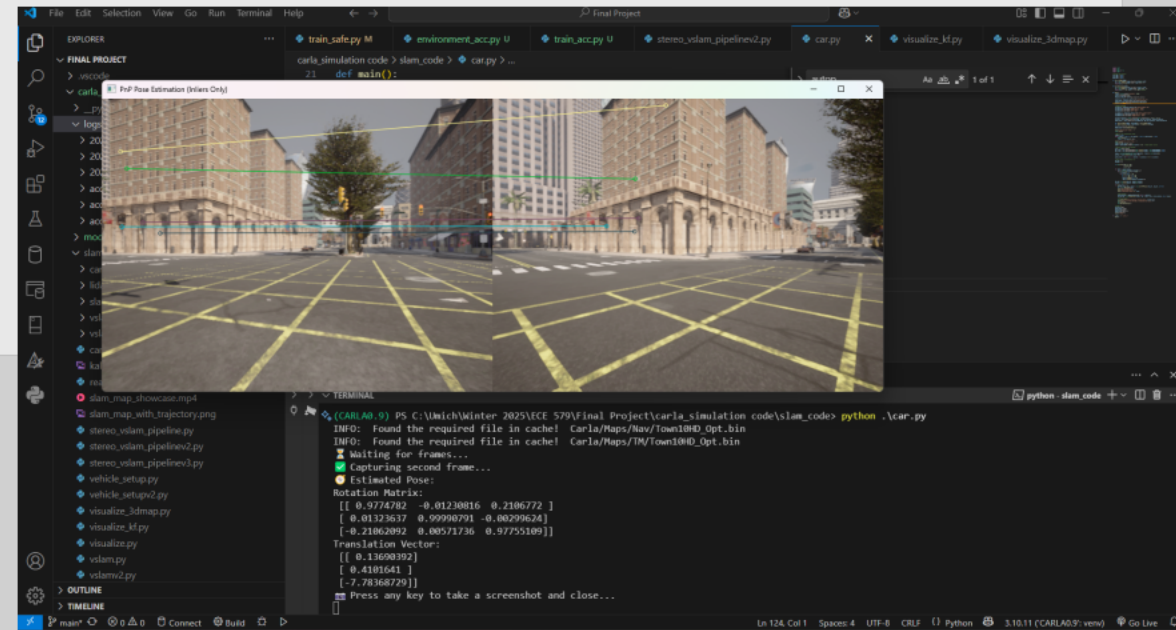 File Edit Selection View Go Run Terminal Help
Final Project
EXPLORER
train_safe.py M
environment_acc.py U
train_acc.py U
stereo_vslam_pipelinev2.py
car.py
visualize_kf.py
visualize_3dmap.py
FINAL PROJECT
carla_simulation code > slam_code > car.py > ...
.vscode
21 def main():
1 of 1
PnP Pose Estimation (Inliers Only)
slam_map_showcase.mp4
slam_map_with_trajectory.png
stereo_vslam_pipeline.py
stereo_vslam_pipelinev2.py
stereo_vslam_pipelinev3.py
vehicle_setup.py
vehicle_setupv2.py
visualize_3dmap.py
visualize_kf.py
visualize.py
vslam.py
vslamv2.py
OUTLINE
TIMELINE
TERMINAL
python - slam_code
(CARLA0.9) PS C:\Umich\Winter 2025\ECE 579\Final Project\carla_simulation code\slam_code> python .\car.py
INFO: Found the required file in cache! Carla/Maps/Nav/Town10HD_Opt.bin
INFO: Found the required file in cache! Carla/Maps/TM/Town10HD_Opt.bin
Waiting for frames...
Capturing second frame...
Estimated Pose:
Rotation Matrix:
[[ 0.9774782 -0.01230816 0.2106772 ]
[ 0.01323637 0.99990791 -0.00299624]
[-0.21062092 0.00571736 0.97755109]]
Translation Vector:
[[ 0.13690392]
[ 0.4101641 ]
[-7.78368729]]
Press any key to take a screenshot and close...
main* 0 0 0 Connect Build
Ln 124, Col 1 Spaces: 4 UTF-8 CRLF Python 3.10.11 ('CARLA0.9': venv) Go Live